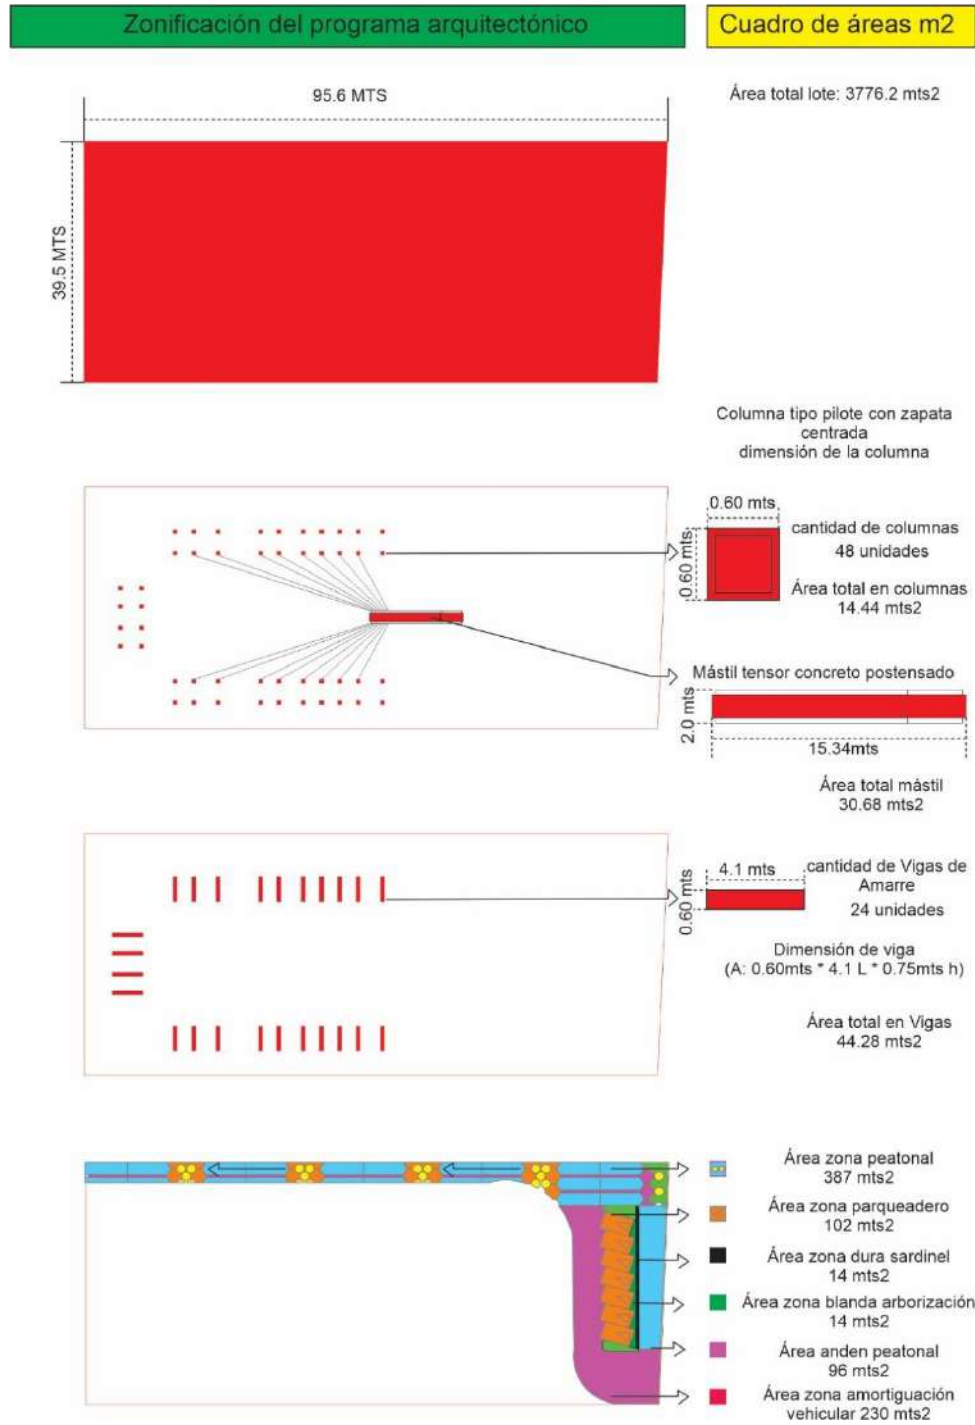 Zonificación del programa arquitectónico
Cuadro de áreas m2
95.6 MTS
Área total lote: 3776.2 mts2
39.5 MTS
Columna tipo pilote con zapata
centrada
dimensión de la columna
0.60 mts
0.60 mts
cantidad de columnas
48 unidades
Área total en columnas
14.44 mts2
Mástil tensor concreto postensado
2.0 mts
15.34mts
Área total mástil
30.68 mts2
4.1 mts
0.60 mts
cantidad de Vigas de
Amarre
24 unidades
Dimensión de viga
(A: 0.60mts * 4.1 L * 0.75mts h)
Área total en Vigas
44.28 mts2
Área zona peatonal
387 mts2
Área zona parqueadero
102 mts2
Área zona dura sardinel
14 mts2
Área zona blanda arborización
14 mts2
Área anden peatonal
96 mts2
Área zona amortiguación
vehicular 230 mts2